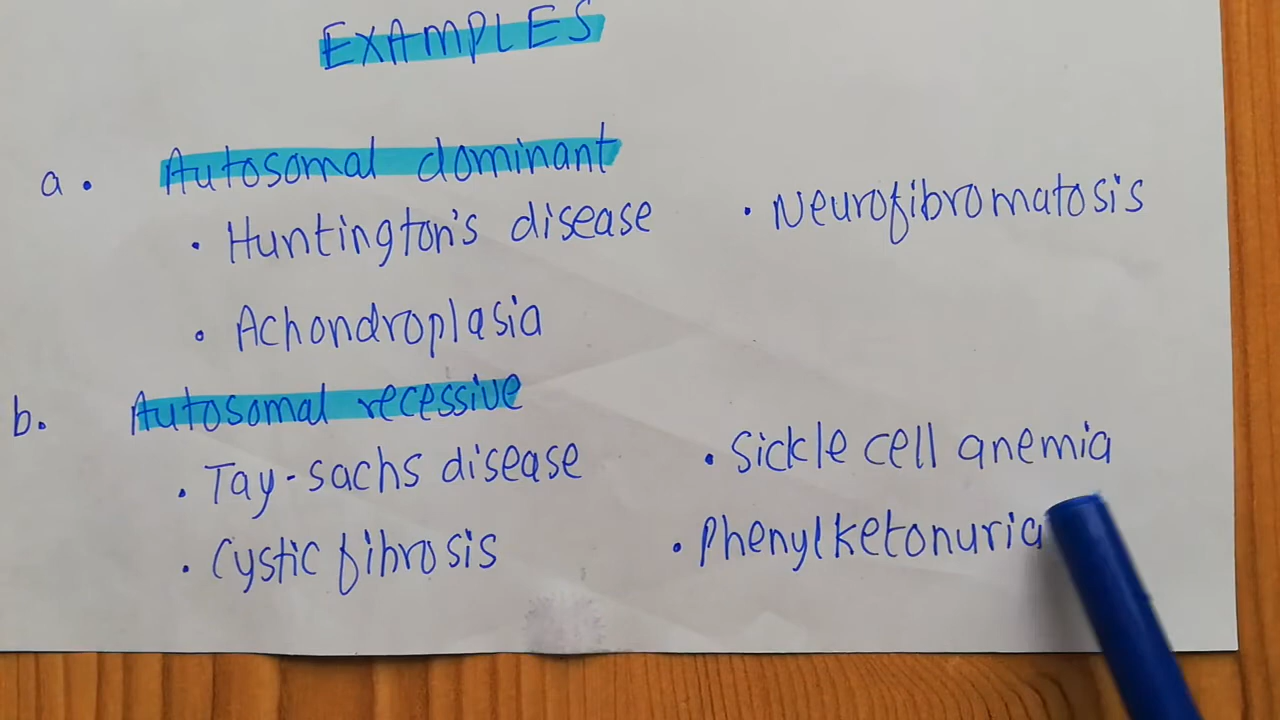 EXAMPLES
a. Autosomal dominant
• Huntington's disease • Neurofibromatosis
• Achondroplasia
b. Autosomal recessive
• Tay-sachs disease • Sickle cell anemia
• Cystic fibrosis • Phenylketonuria